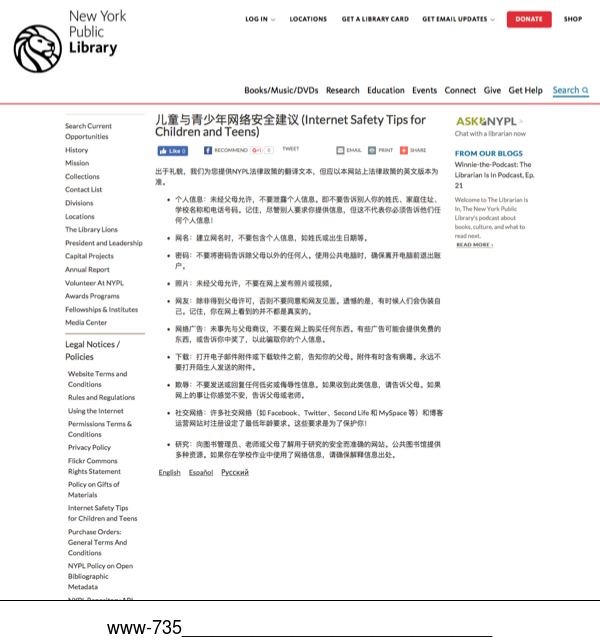 New York
Public
Library
LOG IN
LOCATIONS
GET A LIBRARY CARD
GET EMAIL UPDATES
DONATE
SHOP
Books/Music/DVDs Research Education Events Connect Give Get Help Search
Search Current
Opportunities
History
Mission
Collections
Contact List
Divisions
Locations
The Library Lions
President and Leadership
Capital Projects
Annual Report
Volunteer At NYPL
Awards Programs
Fellowships & Institutes
Media Center
Legal Notices /
Policies
Website Terms and
Conditions
Rules and Regulations
Using the Internet
Permissions Terms &
Conditions
Privacy Policy
Flickr Commons
Rights Statement
Policy on Gifts of
Materials
Internet Safety Tips
for Children and Teens
Purchase Orders:
General Terms And
Conditions
NYPL Policy on Open
Bibliographic
Metadata
NYPL Repository API
儿童与青少年网络安全建议 (Internet Safety Tips for
Children and Teens)
Like 0
RECOMMEND
G+1 0
TWEET
EMAIL
PRINT
SHARE
出于礼貌，我们为您提供NYPL法律政策的翻译文本，但应以本网站上法律政策的英文版本为
准。
• 个人信息：未经父母允许，不要泄露个人信息。即不要告诉别人你的姓氏、家庭住址、
学校名称和电话号码。记住，尽管别人要求你提供信息，但这不代表你必须告诉他们任
何个人信息！
• 网名：建立网名时，不要包含个人信息，如姓氏或出生日期等。
• 密码：不要将密码告诉除父母以外的任何人。使用公共电脑时，确保离开电脑前退出账
户。
• 照片：未经父母允许，不要在网上发布照片或视频。
• 网友：除非得到父母许可，否则不要同意和网友见面。遗憾的是，有时候人们会伪装自
己。记住，你在网上看到的并不都是真实的。
• 网络广告：未事先与父母商议，不要在网上购买任何东西。有些广告可能会提供免费的
东西，或告诉你中奖了，以此骗取你的个人信息。
• 下载：打开电子邮件附件或下载软件之前，告知你的父母。附件有时含有病毒。永远不
要打开陌生人发送的附件。
• 欺辱：不要发送或回复任何低劣或侮辱性信息。如果收到此类信息，请告诉父母。如果
网上的事让你感觉不安，告诉父母或老师。
• 社交网络：许多社交网络（如 Facebook、Twitter、Second Life 和 MySpace 等）和博客
运营网站对注册设定了最低年龄要求。这些要求是为了保护你！
• 研究：向图书管理员、老师或父母了解用于研究的安全而准确的网站。公共图书馆提供
多种资源。如果你在学校作业中使用了网络信息，请确保解释信息出处。
English Español Русский
ASK NYPL >
Chat with a librarian now
FROM OUR BLOGS
Winnie-the-Podcast: The
Librarian Is In Podcast, Ep.
21
Welcome to The Librarian Is
In, The New York Public
Library's podcast about
books, culture, and what to
read next.
READ MORE ›
www-735